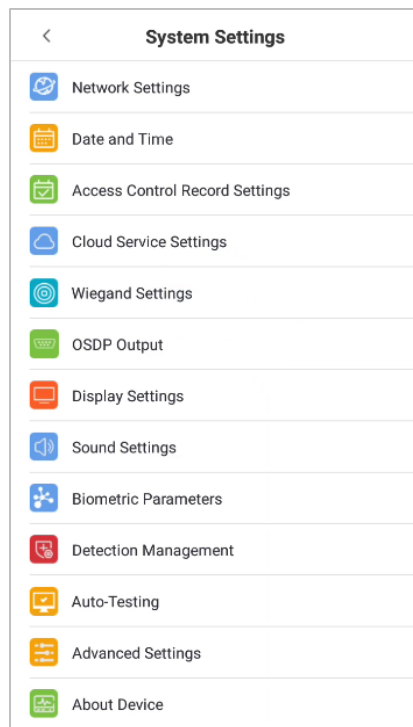 System Settings
Network Settings
Date and Time
Access Control Record Settings
Cloud Service Settings
Wiegand Settings
OSDP Output
Display Settings
Sound Settings
Biometric Parameters
Detection Management
Auto-Testing
Advanced Settings
About Device